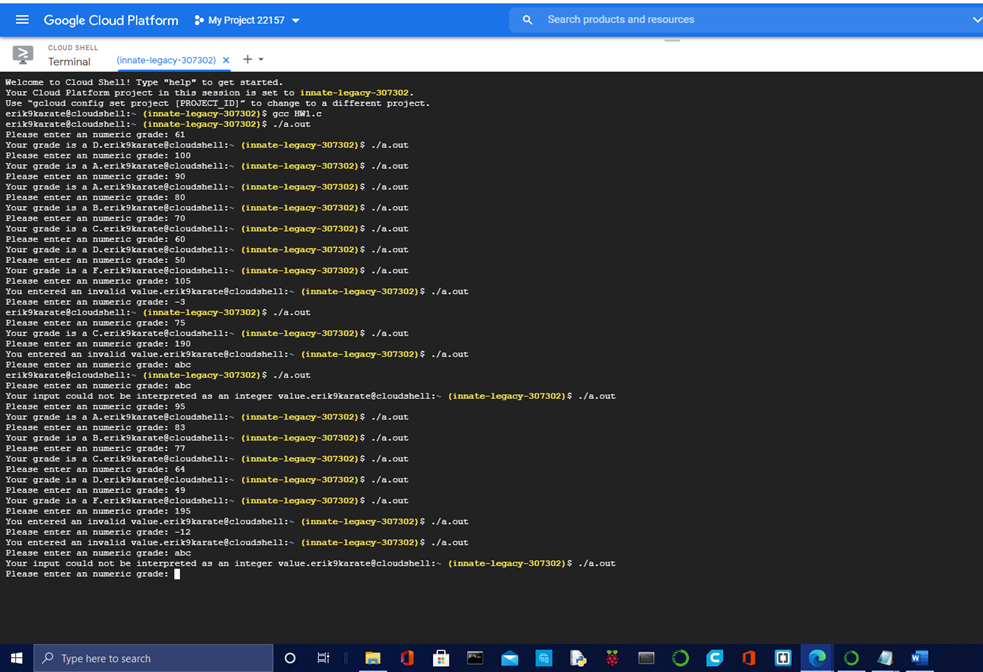 Google Cloud Platform
My Project 22157
Search products and resources
CLOUD SHELL
Terminal
(innate-legacy-307302)
Welcome to Cloud Shell! Type "help" to get started.
Your Cloud Platform project in this session is set to innate-legacy-307302.
Use “gcloud config set project [PROJECT_ID]” to change to a different project.
erik9karate@cloudshell:~ (innate-legacy-307302)$ gcc HW1.c
erik9karate@cloudshell:~ (innate-legacy-307302)$ ./a.out
Please enter an numeric grade: 61
Your grade is a D.erik9karate@cloudshell:~ (innate-legacy-307302)$ ./a.out
Please enter an numeric grade: 100
Your grade is a A.erik9karate@cloudshell:~ (innate-legacy-307302)$ ./a.out
Please enter an numeric grade: 90
Your grade is a A.erik9karate@cloudshell:~ (innate-legacy-307302)$ ./a.out
Please enter an numeric grade: 80
Your grade is a B.erik9karate@cloudshell:~ (innate-legacy-307302)$ ./a.out
Please enter an numeric grade: 70
Your grade is a C.erik9karate@cloudshell:~ (innate-legacy-307302)$ ./a.out
Please enter an numeric grade: 60
Your grade is a D.erik9karate@cloudshell:~ (innate-legacy-307302)$ ./a.out
Please enter an numeric grade: 50
Your grade is a F.erik9karate@cloudshell:~ (innate-legacy-307302)$ ./a.out
Please enter an numeric grade: 105
You entered an invalid value.erik9karate@cloudshell:~ (innate-legacy-307302)$ ./a.out
Please enter an numeric grade: -3
erik9karate@cloudshell:~ (innate-legacy-307302)$ ./a.out
Please enter an numeric grade: 75
Your grade is a C.erik9karate@cloudshell:~ (innate-legacy-307302)$ ./a.out
Please enter an numeric grade: 190
You entered an invalid value.erik9karate@cloudshell:~ (innate-legacy-307302)$ ./a.out
Please enter an numeric grade: abc
erik9karate@cloudshell:~ (innate-legacy-307302)$ ./a.out
Please enter an numeric grade: abc
Your input could not be interpreted as an integer value.erik9karate@cloudshell:~ (innate-legacy-307302)$ ./a.out
Please enter an numeric grade: 95
Your grade is a A.erik9karate@cloudshell:~ (innate-legacy-307302)$ ./a.out
Please enter an numeric grade: 83
Your grade is a B.erik9karate@cloudshell:~ (innate-legacy-307302)$ ./a.out
Please enter an numeric grade: 77
Your grade is a C.erik9karate@cloudshell:~ (innate-legacy-307302)$ ./a.out
Please enter an numeric grade: 64
Your grade is a D.erik9karate@cloudshell:~ (innate-legacy-307302)$ ./a.out
Please enter an numeric grade: 49
Your grade is a F.erik9karate@cloudshell:~ (innate-legacy-307302)$ ./a.out
Please enter an numeric grade: 195
You entered an invalid value.erik9karate@cloudshell:~ (innate-legacy-307302)$ ./a.out
Please enter an numeric grade: -12
You entered an invalid value.erik9karate@cloudshell:~ (innate-legacy-307302)$ ./a.out
Please enter an numeric grade: abc
Your input could not be interpreted as an integer value.erik9karate@cloudshell:~ (innate-legacy-307302)$ ./a.out
Please enter an numeric grade:
Type here to search